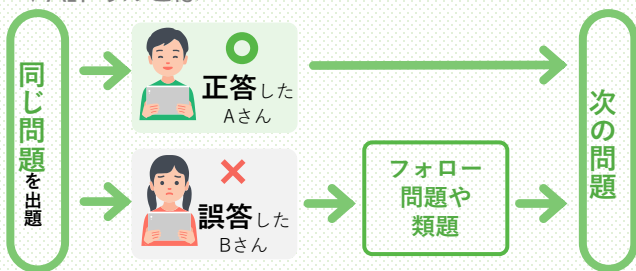 同じ問題を出題
正答した
Aさん
誤答した
Bさん
フォロー
問題や
類題
次の問題